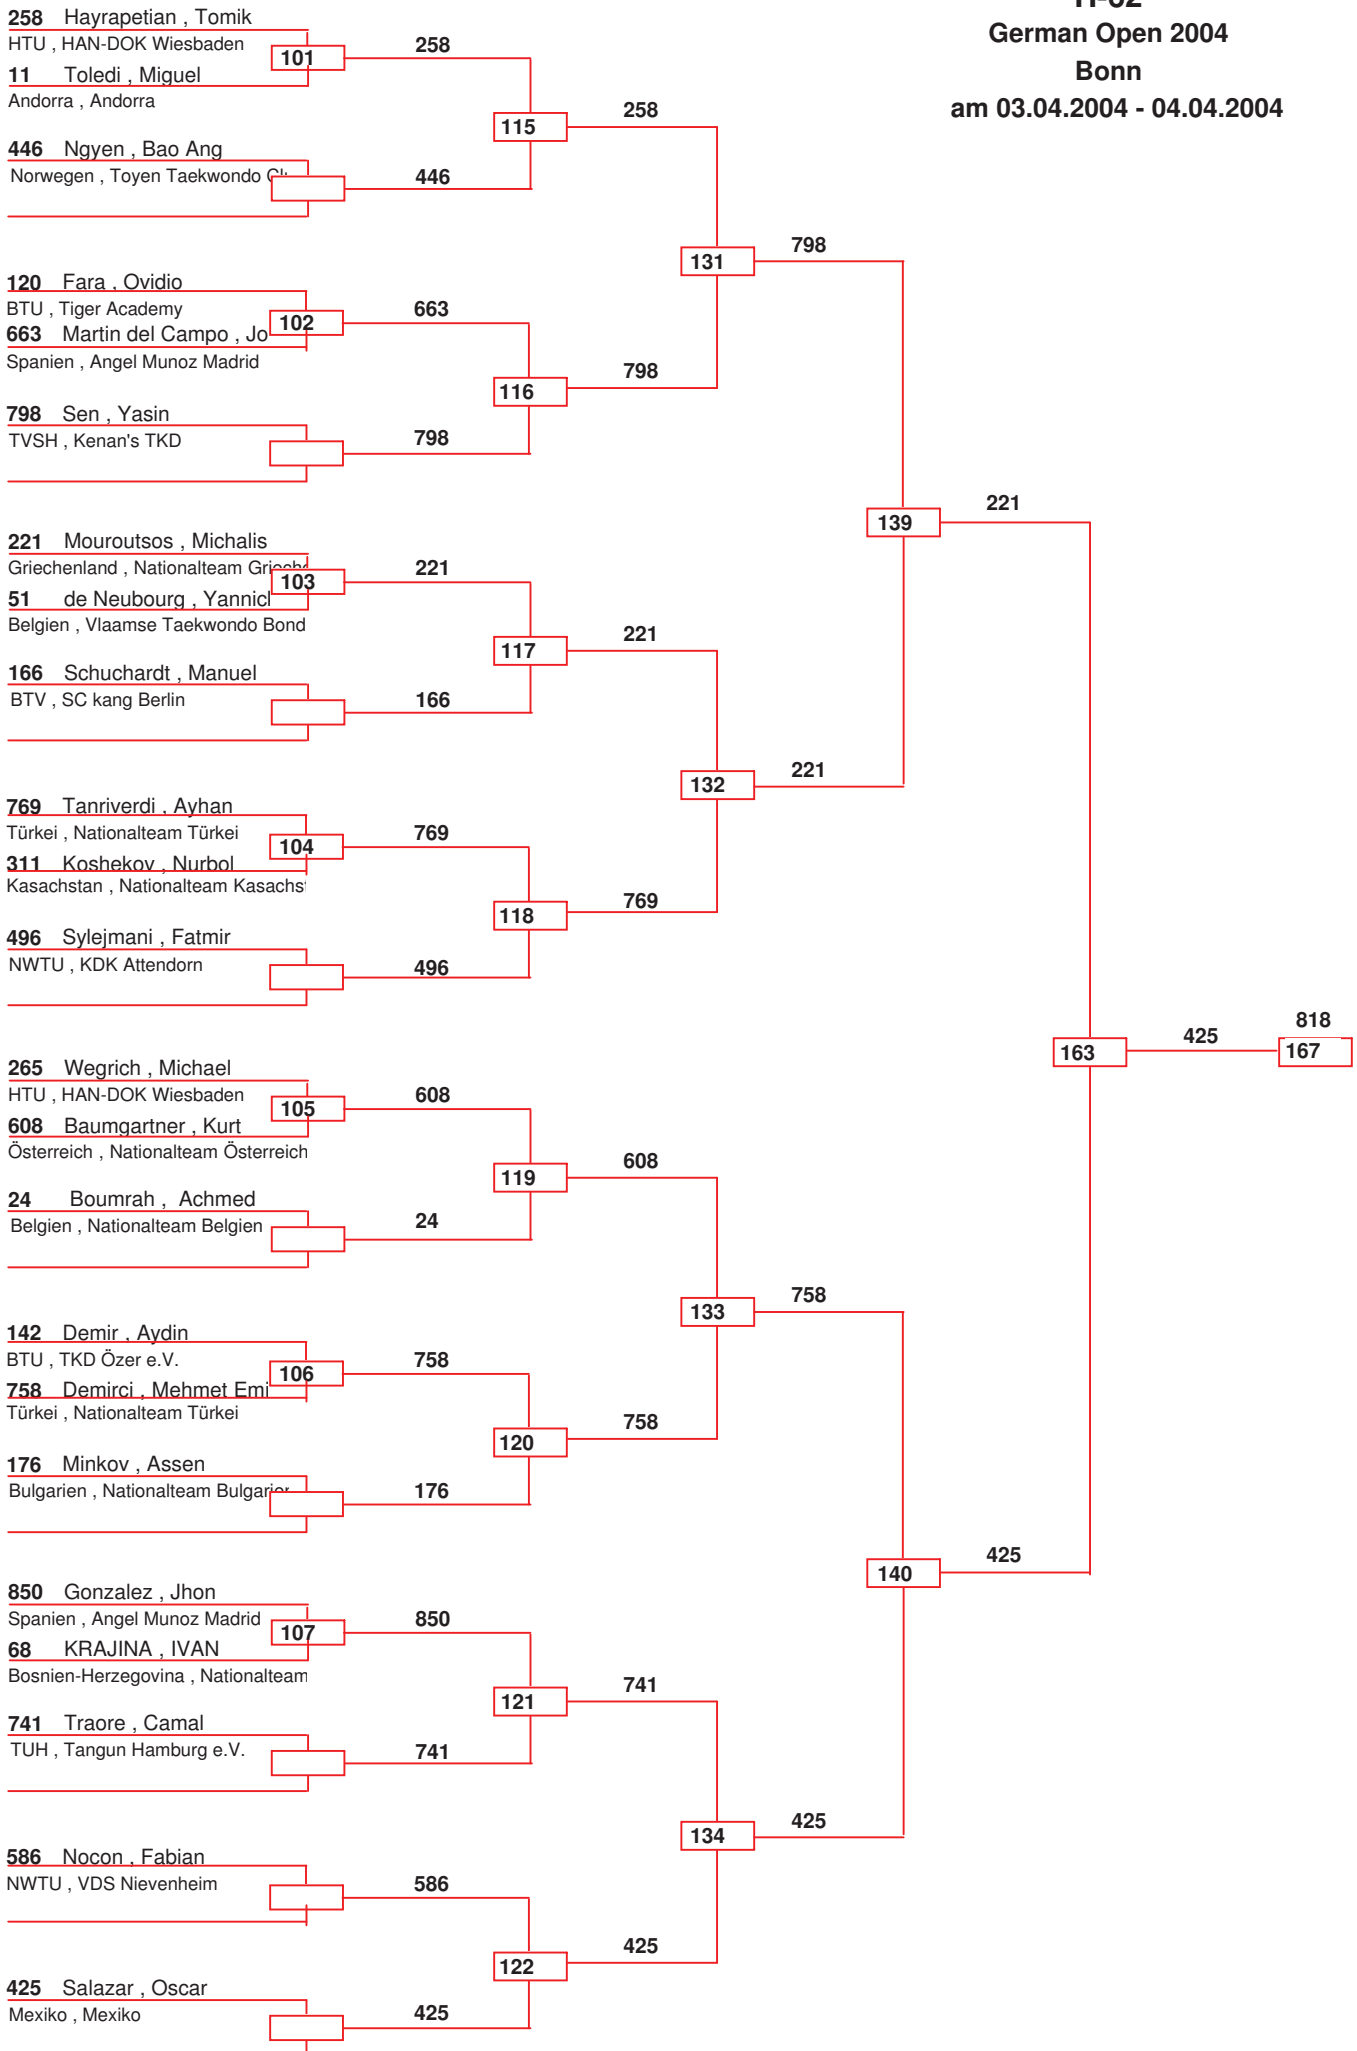 German Open 2004
Bonn
am 03.04.2004 - 04.04.2004
258 Hayrapetian , Tomik
HTU , HAN-DOK Wiesbaden
101
258
11 Toledi , Miguel
Andorra , Andorra
115
258
446 Ngyen , Bao Ang
Norwegen , Toyen Taekwondo
446
131
798
120 Fara , Ovidio
BTU , Tiger Academy
102
663
663 Martin del Campo , Jo
Spanien , Angel Munoz Madrid
116
798
798 Sen , Yasin
TVSH , Kenan's TKD
798
139
221
221 Mouroutsos , Michalis
Griechenland , Nationalteam
103
221
51 de Neubourg ,
Belgien , Vlaamse Taekwondo Bond
117
221
166 Schuchardt , Manuel
BTV , SC kang Berlin
166
132
221
769 Tanriverdi , Ayhan
Türkei , Nationalteam Türkei
104
769
311 Koshekov , Nurbol
Kasachstan , Nationalteam
118
769
496 Sylejmani , Fatmir
NWTU , KDK Attendorn
496
163
425
818
167
265 Wegrich , Michael
HTU , HAN-DOK Wiesbaden
105
608
608 Baumgartner , Kurt
Österreich , Nationalteam Österreich
119
608
24 Boumrah , Achmed
Belgien , Nationalteam Belgien
24
133
758
142 Demir , Aydin
BTU , TKD Özer e.V.
106
758
758 Demirci , Mehmet Emi
Türkei , Nationalteam Türkei
120
758
176 Minkov , Assen
Bulgarien , Nationalteam
176
140
425
850 Gonzalez , Jhon
Spanien , Angel Munoz Madrid
107
850
68 KRAJINA , IVAN
Bosnien-Herzegovina , Nationalteam
121
741
741 Traore , Camal
TUH , Tangun Hamburg e.V.
741
134
425
586 Nocon , Fabian
NWTU , VDS Nievenheim
586
122
425
425 Salazar , Oscar
Mexiko , Mexiko
425